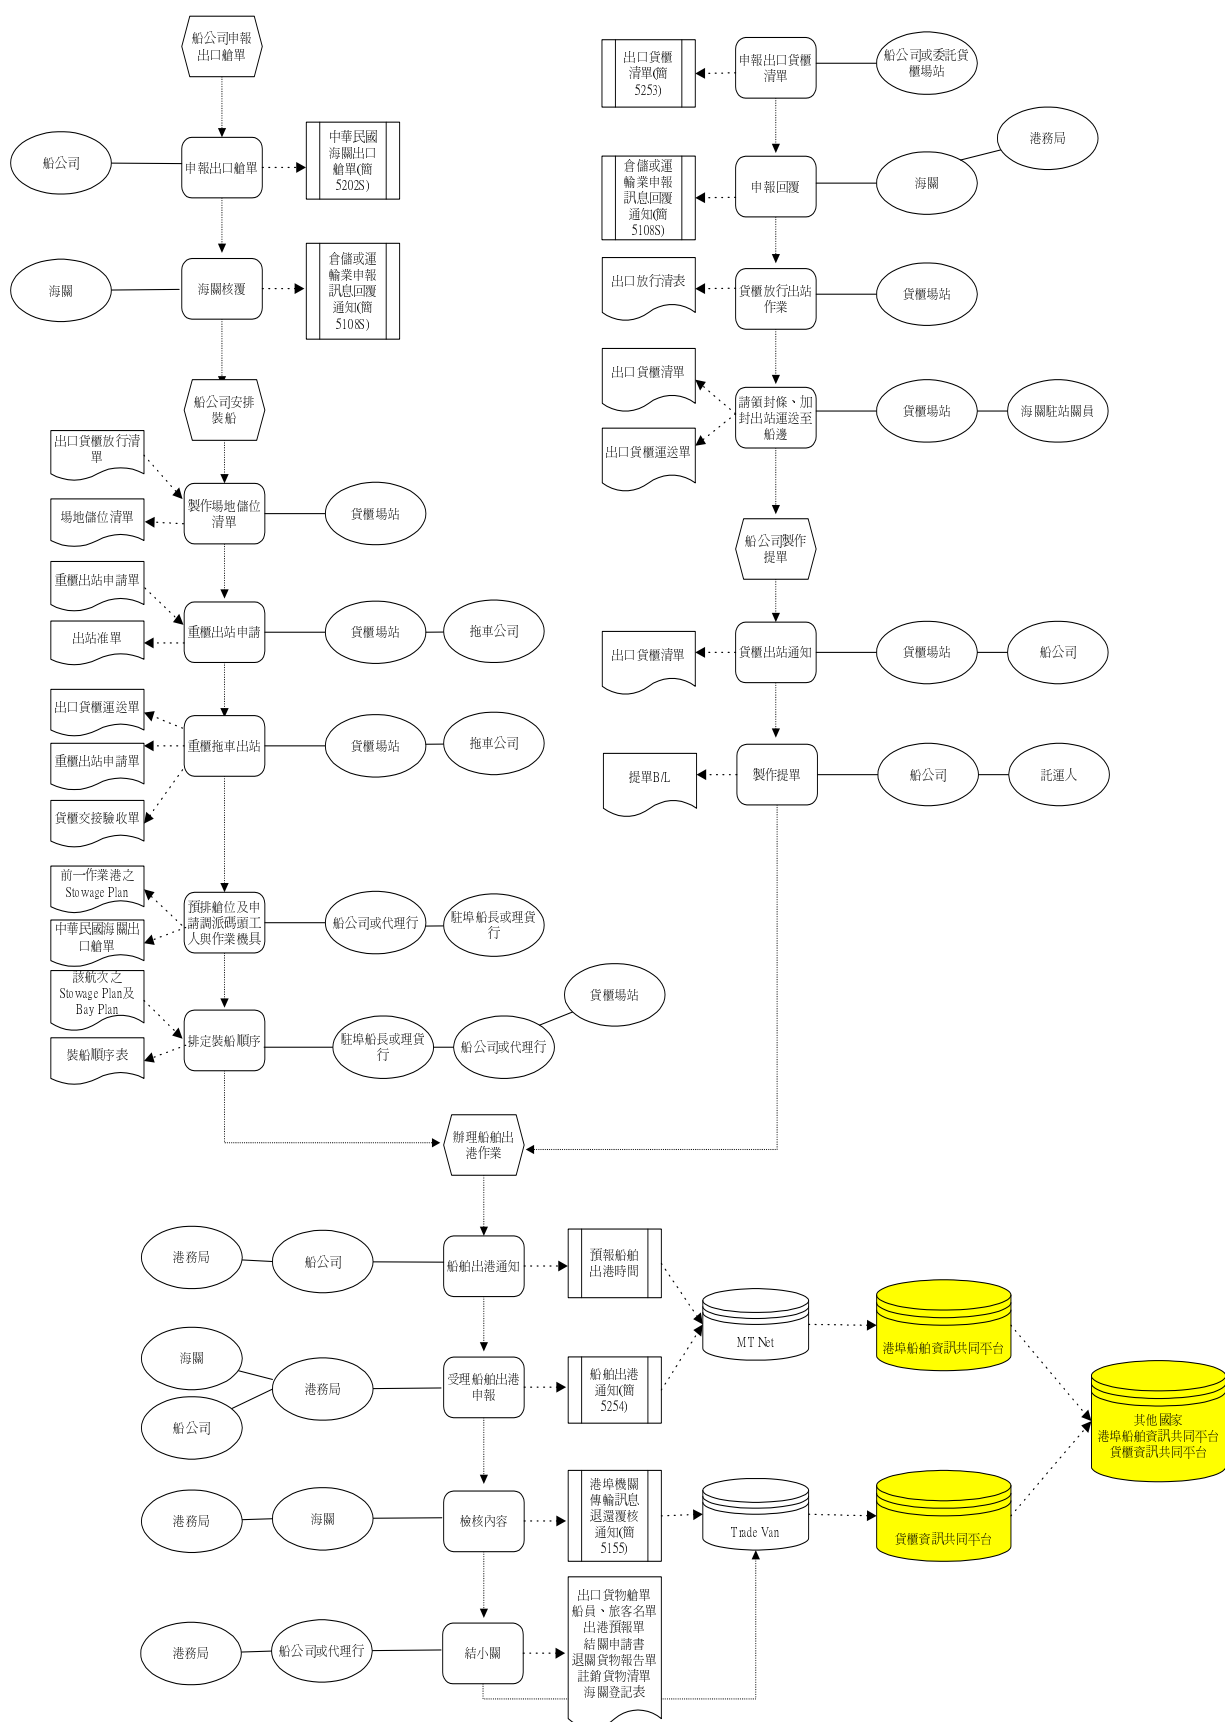 船公司申報
出口艙單
船公司
申報出口艙單
中華民國
海關出口
艙單(簡
5202S)
海關
海關核覆
倉儲或運
輸業申報
訊息回覆
通知(簡
5108S)
船公司安排
裝船
出口貨櫃放行清
單
製作場地儲位
清單
貨櫃場站
場地儲位清單
重櫃出站申請單
重櫃出站申請
貨櫃場站
拖車公司
出站准單
出口貨櫃運送單
重櫃拖車出站
貨櫃場站
拖車公司
重櫃出站申請單
貨櫃交接驗收單
前一作業港之
Stowage Plan
預排艙位及申
請調派碼頭工
人與作業機具
船公司或代理行
駐埠船長或理貨
行
中華民國海關出
口艙單
該航次之
Stowage Plan及
Bay Plan
排定裝船順序
駐埠船長或理貨
行
船公司或代理行
貨櫃場站
裝船順序表
出口貨櫃
清單(簡
5253)
申報出口貨櫃
清單
船公司或委託貨
櫃場站
倉儲或運
輸業申報
訊息回覆
通知(簡
5108S)
申報回覆
海關
港務局
出口放行清表
貨櫃放行出站
作業
貨櫃場站
出口貨櫃清單
請領封條、加
封出站運送至
船邊
貨櫃場站
海關駐站關員
出口貨櫃運送單
船公司製作
提單
出口貨櫃清單
貨櫃出站通知
貨櫃場站
船公司
提單B/L
製作提單
船公司
託運人
辦理船舶出
港作業
港務局
船公司
船舶出港通知
預報船舶
出港時間
MT Net
港埠船舶資訊共同平台
海關
船公司
港務局
受理船舶出港
申報
船舶出港
通知(簡
5254)
其他國家
港埠船舶資訊共同平台
貨櫃資訊共同平台
港務局
海關
檢核內容
港埠機關
傳輸訊息
退還覆核
通知(簡
5155)
Trade Van
貨櫃資訊共同平台
港務局
船公司或代理行
結小關
出口貨物艙單
船員、旅客名單
出港預報單
結關申請書
退關貨物報告單
註銷貨物清單
海關登記表